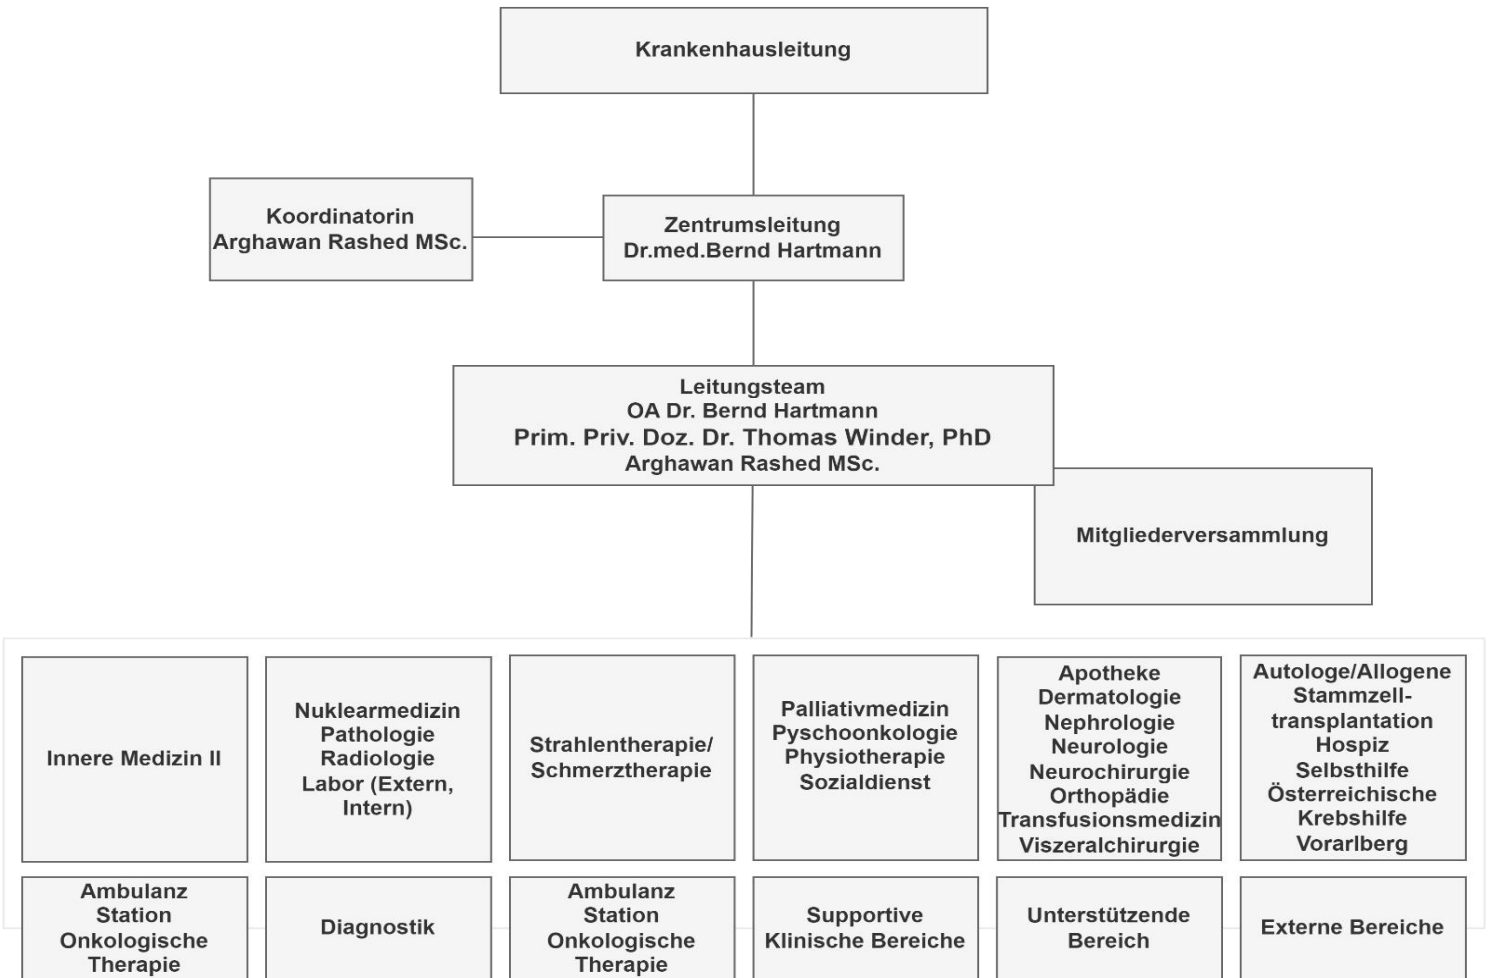 Krankenhausleitung
Koordinatorin
Arghawan Rashed MSc.
Zentrumsleitung
Dr.med.Bernd Hartmann
Leitungsteam
OA Dr. Bernd Hartmann
Prim. Priv. Doz. Dr. Thomas Winder, PhD
Arghawan Rashed MSc.
Mitgliederversammlung
Innere Medizin II
Nuklearmedizin
Pathologie
Radiologie
Labor (Extern,
Intern)
Strahlentherapie/
Schmerztherapie
Palliativmedizin
Pyschoonkologie
Physiotherapie
Sozialdienst
Apotheke
Dermatologie
Nephrologie
Neurologie
Neurochirurgie
Orthopädie
Transfusionsmedizin
Viszeralchirurgie
Autologe/Allogene
Stammzell-
transplantation
Hospiz
Selbsthilfe
Österreichische
Krebshilfe
Vorarlberg
Ambulanz
Station
Onkologische
Therapie
Diagnostik
Ambulanz
Station
Onkologische
Therapie
Supportive
Klinische Bereiche
Unterstützende
Bereich
Externe Bereiche